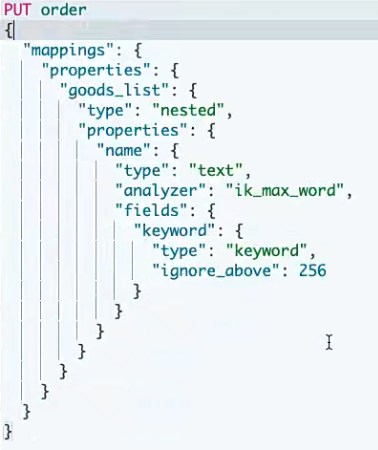 PUT order
{
  "mappings": {
    "properties": {
      "goods_list": {
        "type": "nested",
        "properties": {
          "name": {
            "type": "text",
            "analyzer": "ik_max_word",
            "fields": {
              "keyword": {
                "type": "keyword",
                "ignore_above": 256
              }
            }
          }
        }
      }
    }
  }
}